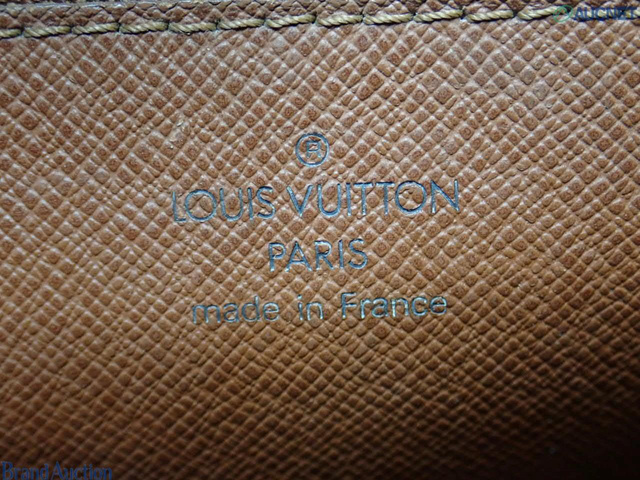 R
LOUIS VUITTON
PARIS
made in France
Brand Auction